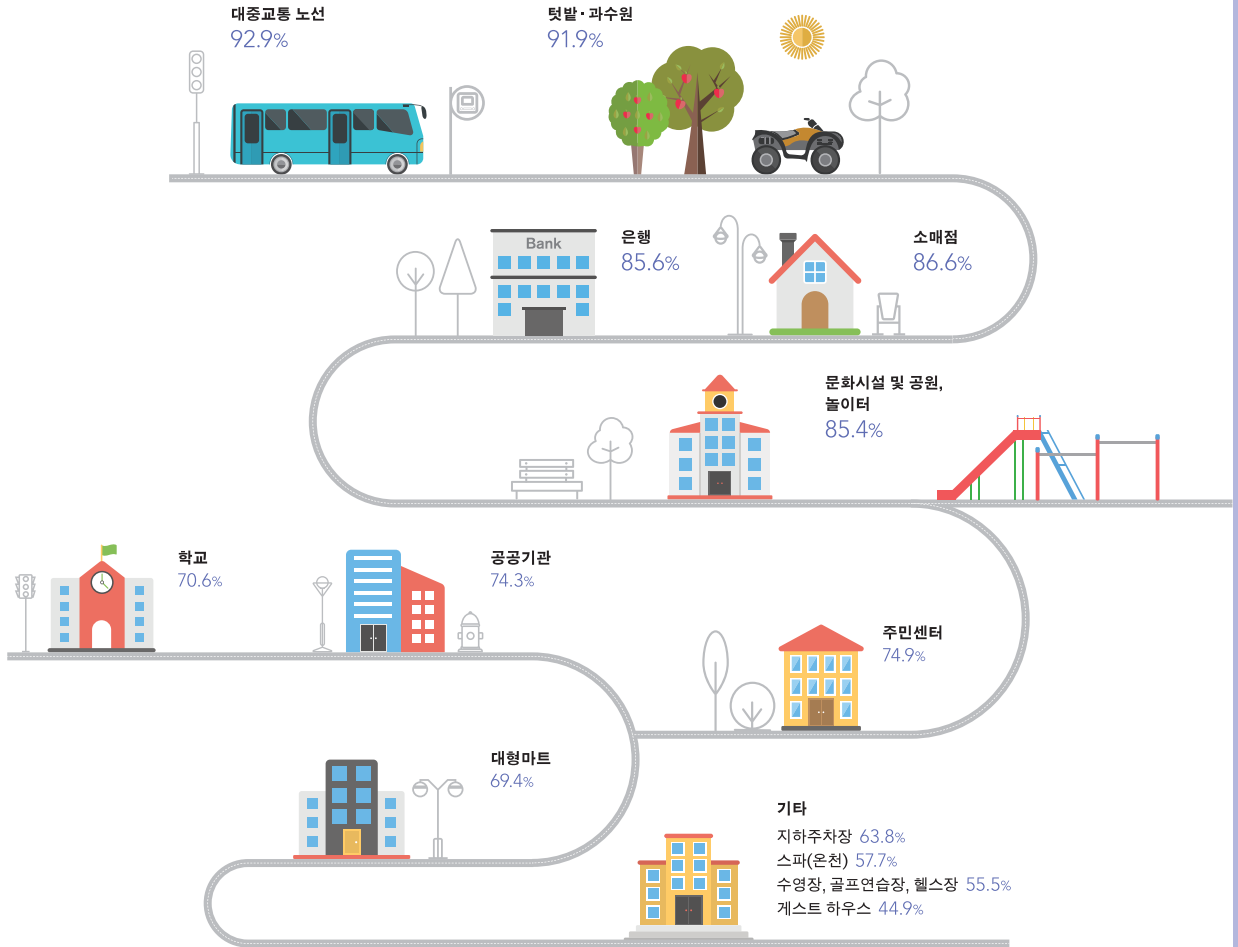 대중교통 노선
92.9%
텃밭·과수원
91.9%
Bank
은행
85.6%
소매점
86.6%
문화시설 및 공원,
놀이터
85.4%
학교
70.6%
공공기관
74.3%
주민센터
74.9%
대형마트
69.4%
기타
지하주차장 63.8%
스파(온천) 57.7%
수영장, 골프연습장, 헬스장 55.5%
게스트 하우스 44.9%